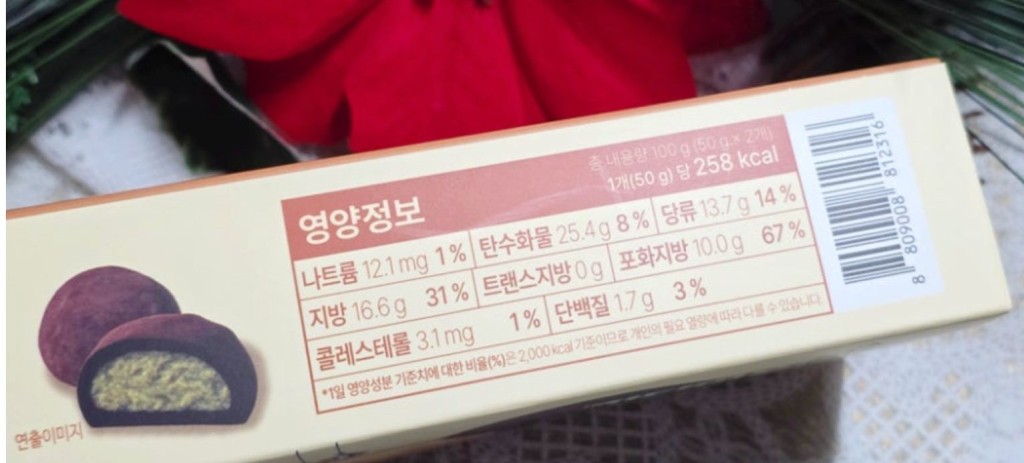 총 내용량 100 g (50 g x 2개)
1개(50 g) 당 258 kcal
영양정보
나트륨 12.1 mg 1% 탄수화물 25.4 g 8% 당류 13.7 g 14%
지방 16.6 g 31% 트랜스지방 0 g 포화지방 10.0 g 67%
콜레스테롤 3.1 mg 1% 단백질 1.7 g 3%
*1일 영양성분 기준치에 대한 비율(%)은 2,000 kcal 기준이므로 개인의 필요 열량에 따라 다를 수 있습니다.
연출이미지
8 809008 812316